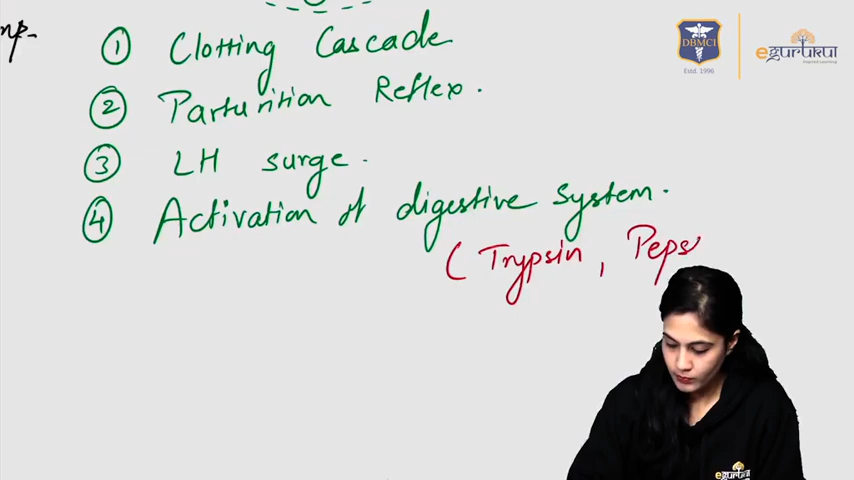 ① Clotting Cascade
② Parturition Reflex.
③ LH surge.
④ Activation of digestive system.
(Trypsin, Peps
DBMCI
Estd. 1996
egurukul
egurukul